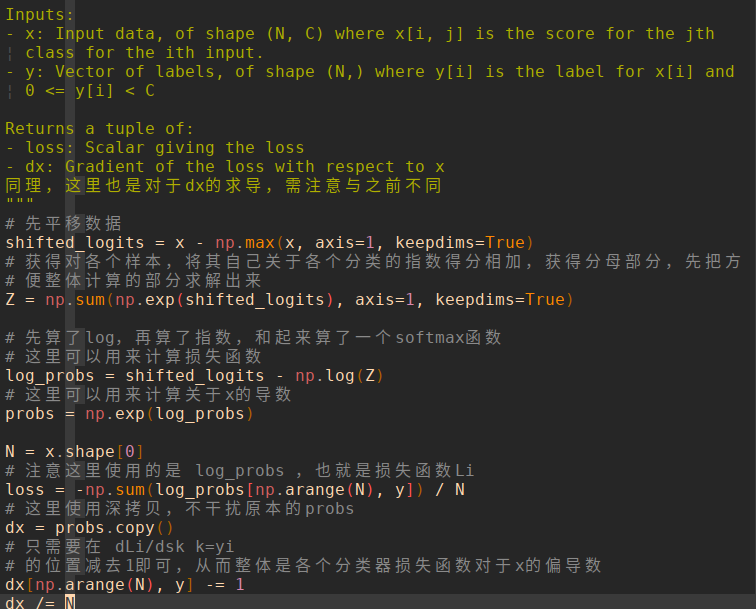 Inputs:
- x: Input data, of shape (N, C) where x[i, j] is the score for the jth
¦ class for the ith input.
- y: Vector of labels, of shape (N,) where y[i] is the label for x[i] and
¦ 0 <= y[i] < C
Returns a tuple of:
- loss: Scalar giving the loss
- dx: Gradient of the loss with respect to x
同理，这里也是对于dx的求导，需注意与之前不同
"""
# 先平移数据
shifted_logits = x - np.max(x, axis=1, keepdims=True)
# 获得对各个样本，将其自己关于各个分类的指数得分相加，获得分母部分，先把方
# 便整体计算的部分求解出来
Z = np.sum(np.exp(shifted_logits), axis=1, keepdims=True)
# 先算了log，再算了指数，和起来算了一个softmax函数
# 这里可以用来计算损失函数
log_probs = shifted_logits - np.log(Z)
# 这里可以用来计算关于x的导数
probs = np.exp(log_probs)
N = x.shape[0]
# 注意这里使用的是 log_probs ，也就是损失函数Li
loss = -np.sum(log_probs[np.arange(N), y]) / N
# 这里使用深拷贝，不干扰原本的probs
dx = probs.copy()
# 只需要在 dLi/dsk k=yi
# 的位置减去1即可，从而整体是各个分类器损失函数对于x的偏导数
dx[np.arange(N), y] -= 1
dx /= N